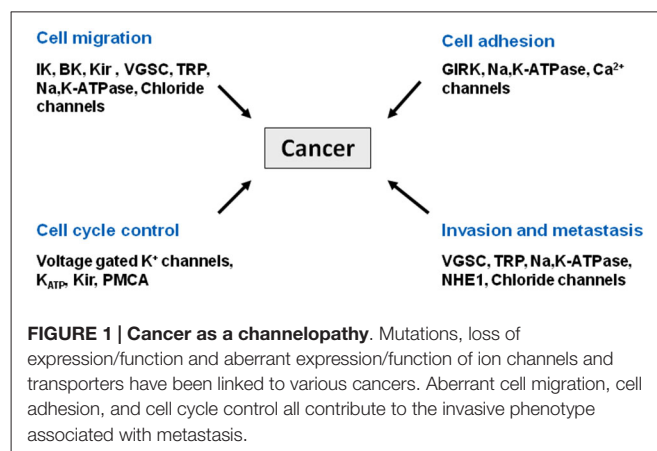 Cell migration
IK, BK, Kir , VGSC, TRP,
Na,K-ATPase, Chloride
channels
Cell adhesion
GIRK, Na,K-ATPase, Ca²⁺
channels
Cancer
Cell cycle control
Voltage gated K⁺ channels,
K_ATP, Kir, PMCA
Invasion and metastasis
VGSC, TRP, Na,K-ATPase,
NHE1, Chloride channels
FIGURE 1 | Cancer as a channelopathy. Mutations, loss of
expression/function and aberrant expression/function of ion channels and
transporters have been linked to various cancers. Aberrant cell migration, cell
adhesion, and cell cycle control all contribute to the invasive phenotype
associated with metastasis.